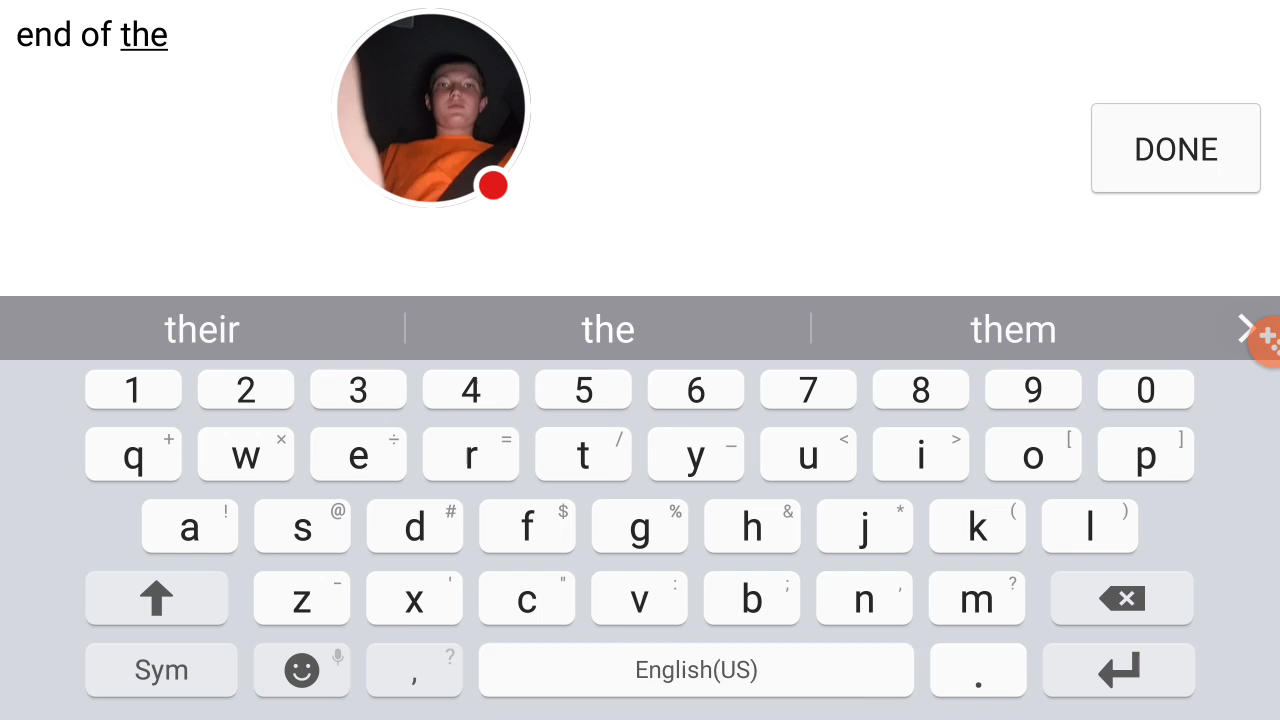 end of the
DONE
their the them
1 2 3 4 5 6 7 8 9 0
q + w × e ÷ r = t / y _ u < i > o [ p ]
a ! s @ d # f $ g % h & j * k ( l )
z - x ' c " v : b ; n , m ?
Sym , ? English(US) .